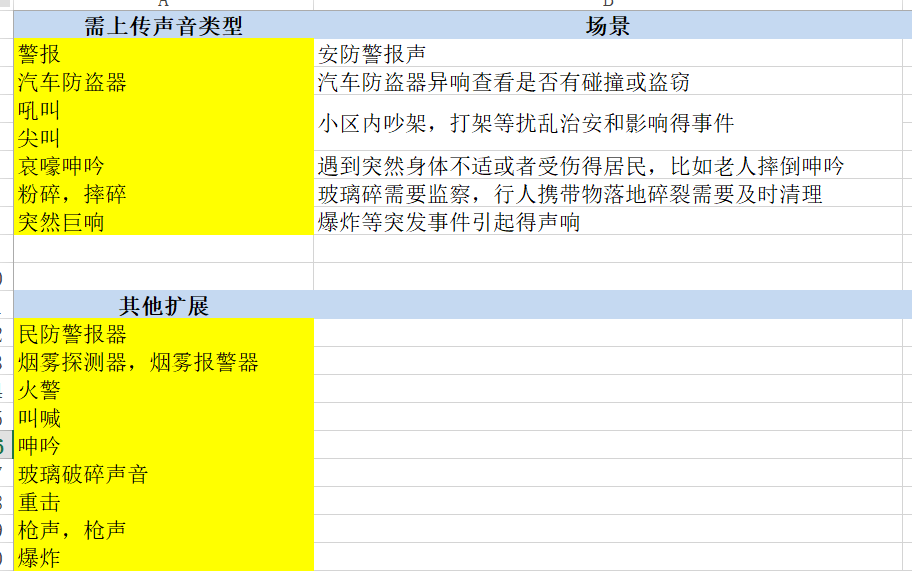 需上传声音类型 场景
警报 安防警报声
汽车防盗器 汽车防盗器异响查看是否有碰撞或盗窃
吼叫
小区内吵架，打架等扰乱治安和影响得事件
尖叫
哀嚎呻吟 遇到突然身体不适或者受伤得居民，比如老人摔倒呻吟
粉碎，摔碎 玻璃碎需要监察，行人携带物落地碎裂需要及时清理
突然巨响 爆炸等突发事件引起得声响
其他扩展
民防警报器
烟雾探测器，烟雾报警器
火警
叫喊
呻吟
玻璃破碎声音
重击
枪声，枪声
爆炸